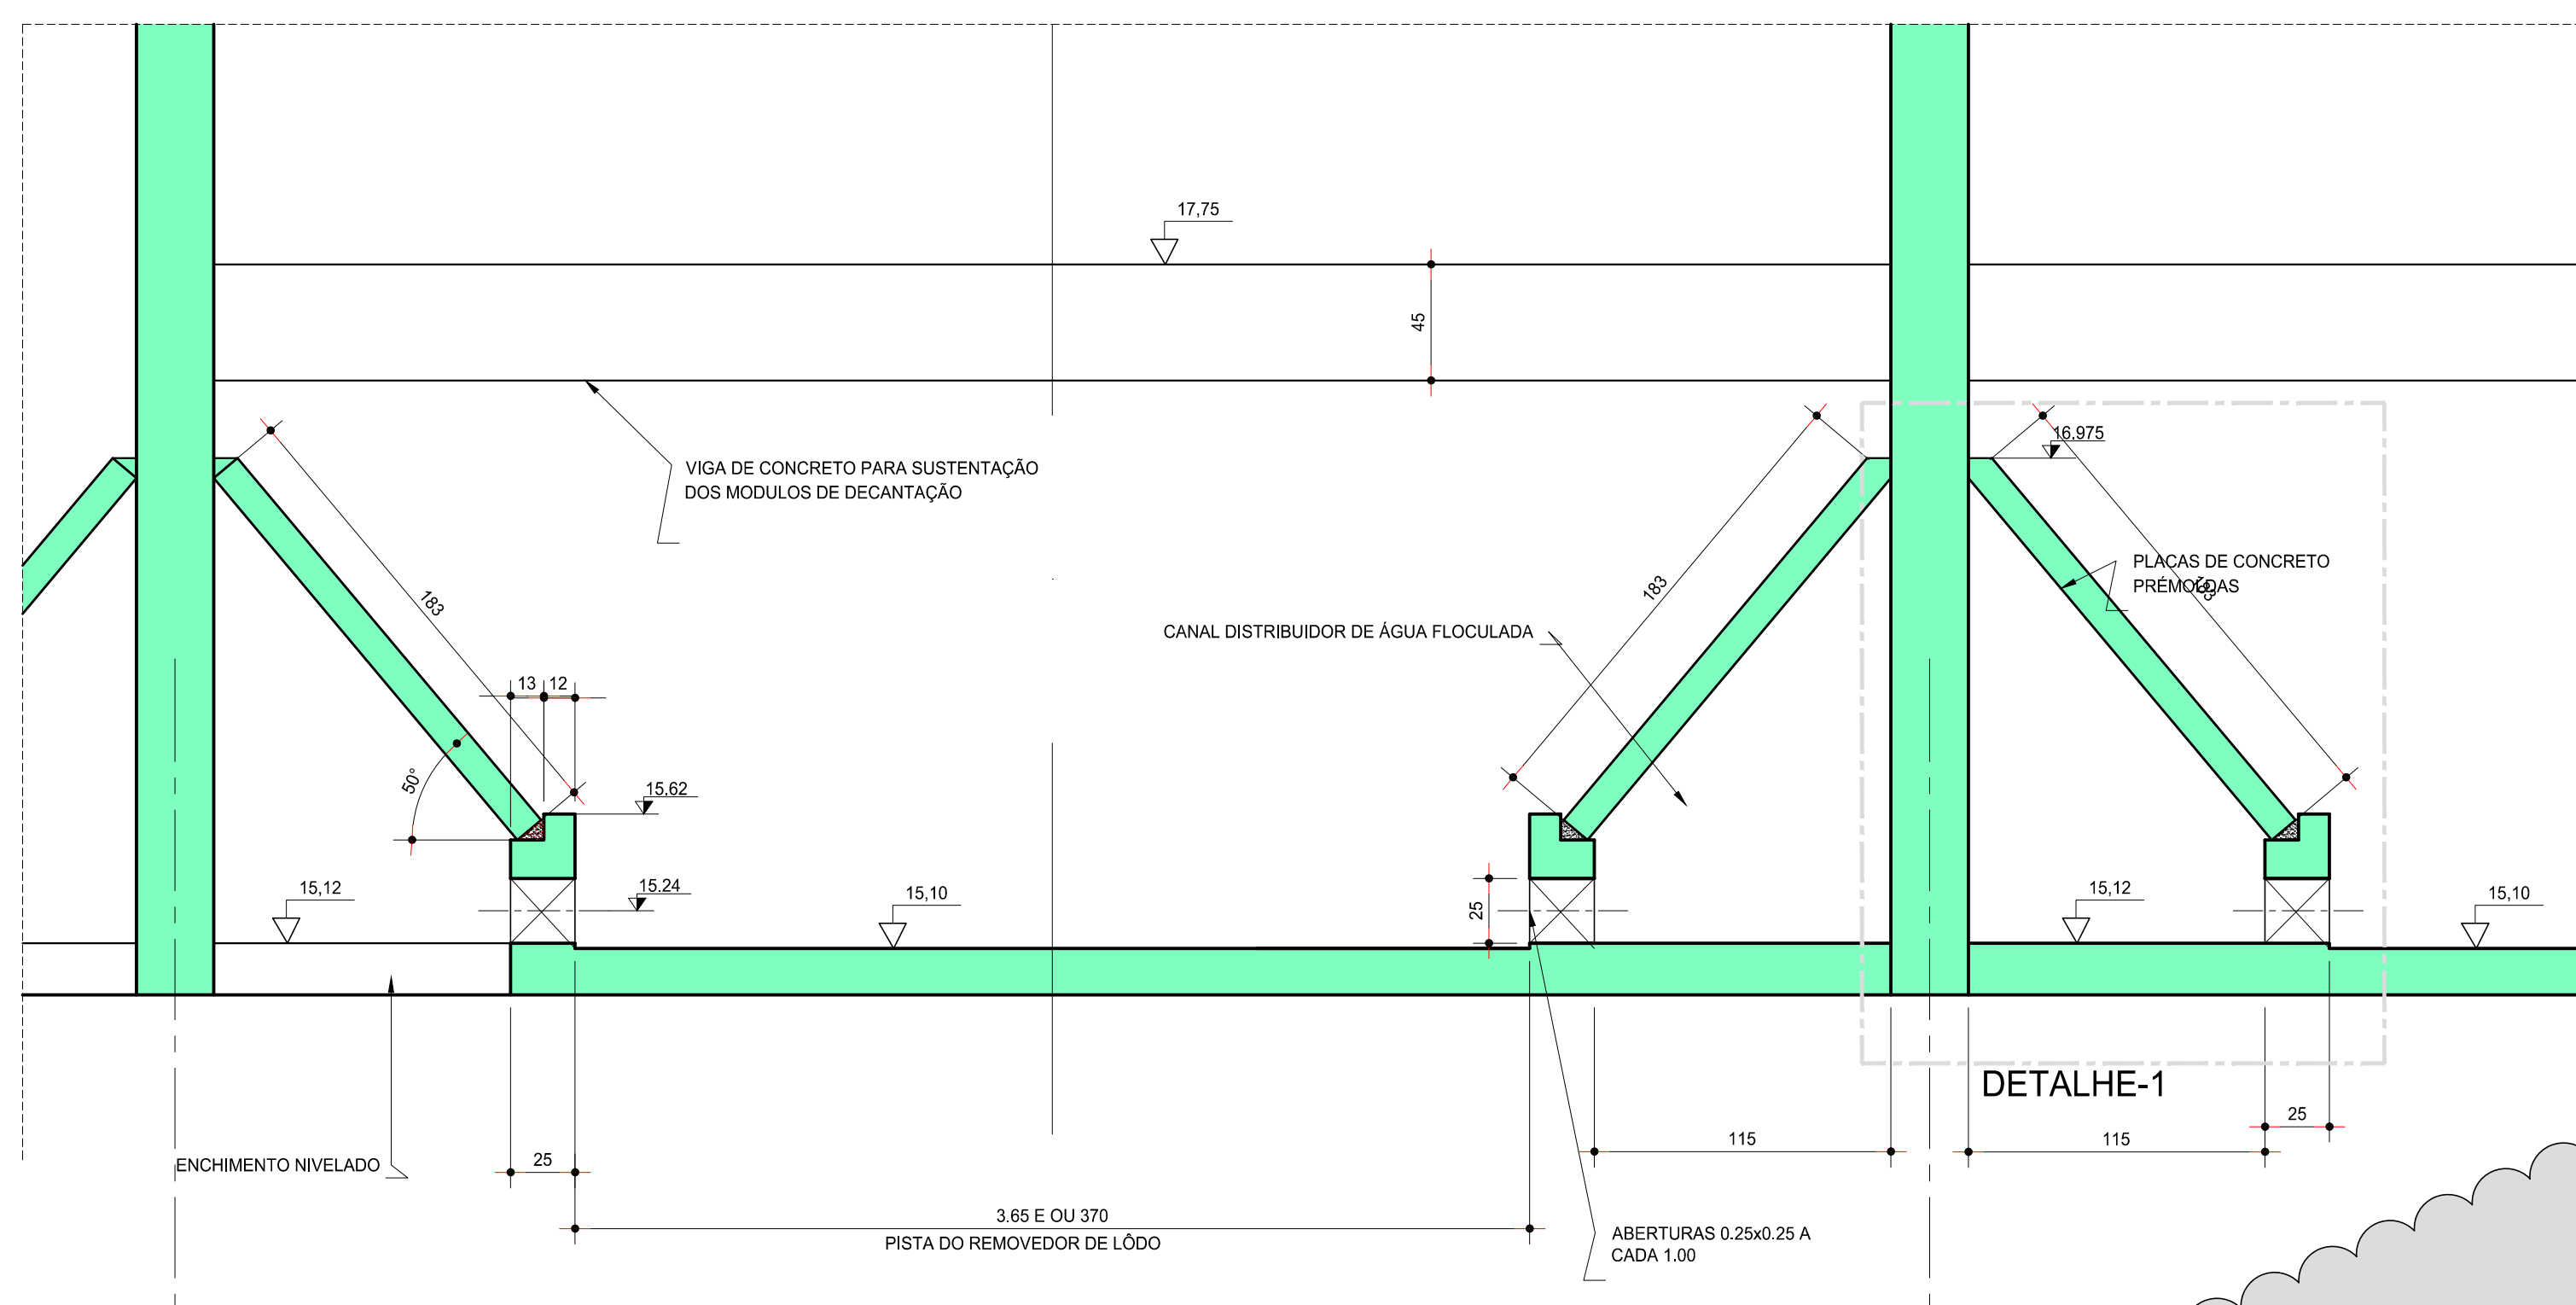 17,75
45
16,975
VIGA DE CONCRETO PARA SUSTENTAÇÃO
DOS MODULOS DE DECANTAÇÃO
PLACAS DE CONCRETO
PRÉMOLDAS
183
183
183
CANAL DISTRIBUIDOR DE ÁGUA FLOCULADA
13
12
50°
15.62
15,12
15.24
15,10
25
15,12
15,10
DETALHE-1
25
115
115
ENCHIMENTO NIVELADO
25
3.65 E OU 370
PISTA DO REMOVEDOR DE LÔDO
ABERTURAS 0.25x0.25 A
CADA 1.00